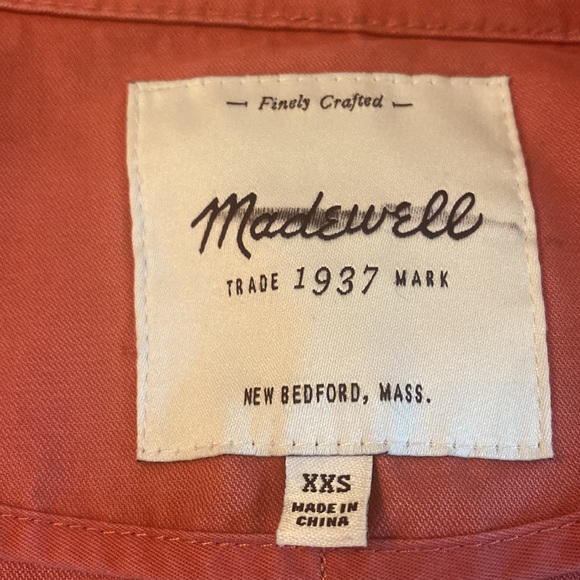 Finely Crafted
Madewell
TRADE 1937 MARK
NEW BEDFORD, MASS.
XXS
MADE IN
CHINA